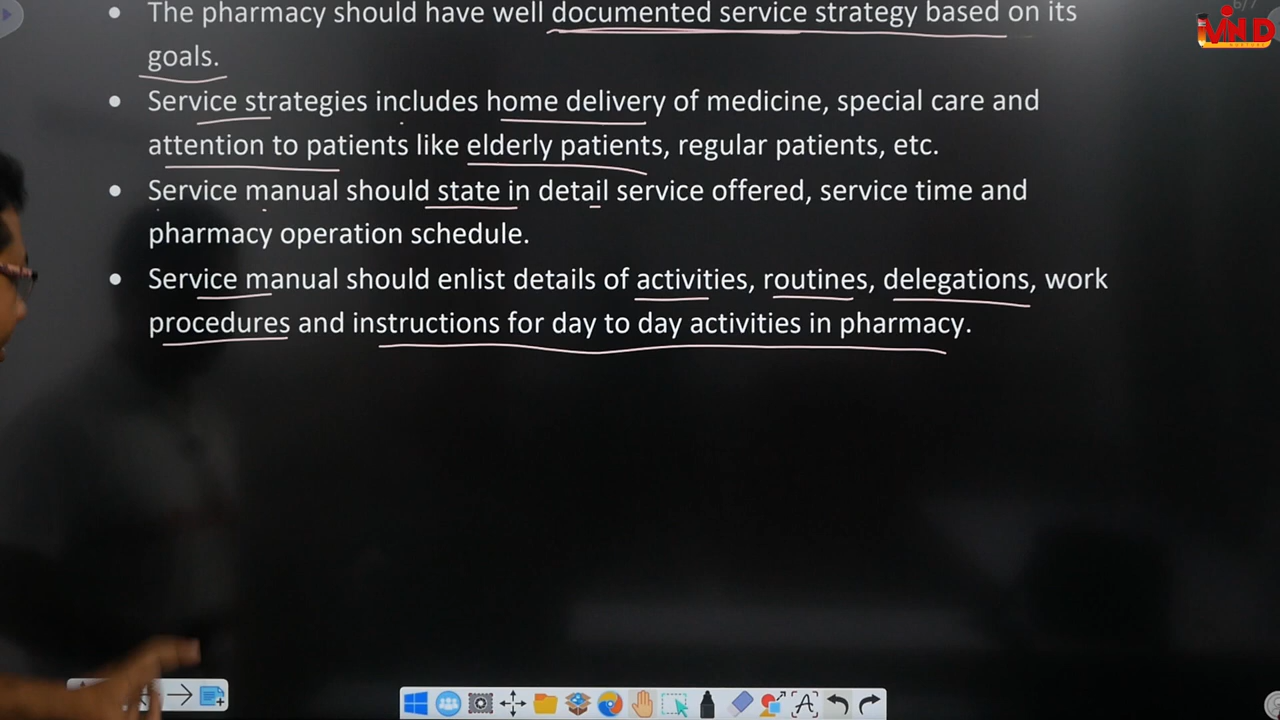 6/7
• The pharmacy should have well documented service strategy based on its
goals.
• Service strategies includes home delivery of medicine, special care and
attention to patients like elderly patients, regular patients, etc.
• Service manual should state in detail service offered, service time and
pharmacy operation schedule.
• Service manual should enlist details of activities, routines, delegations, work
procedures and instructions for day to day activities in pharmacy.